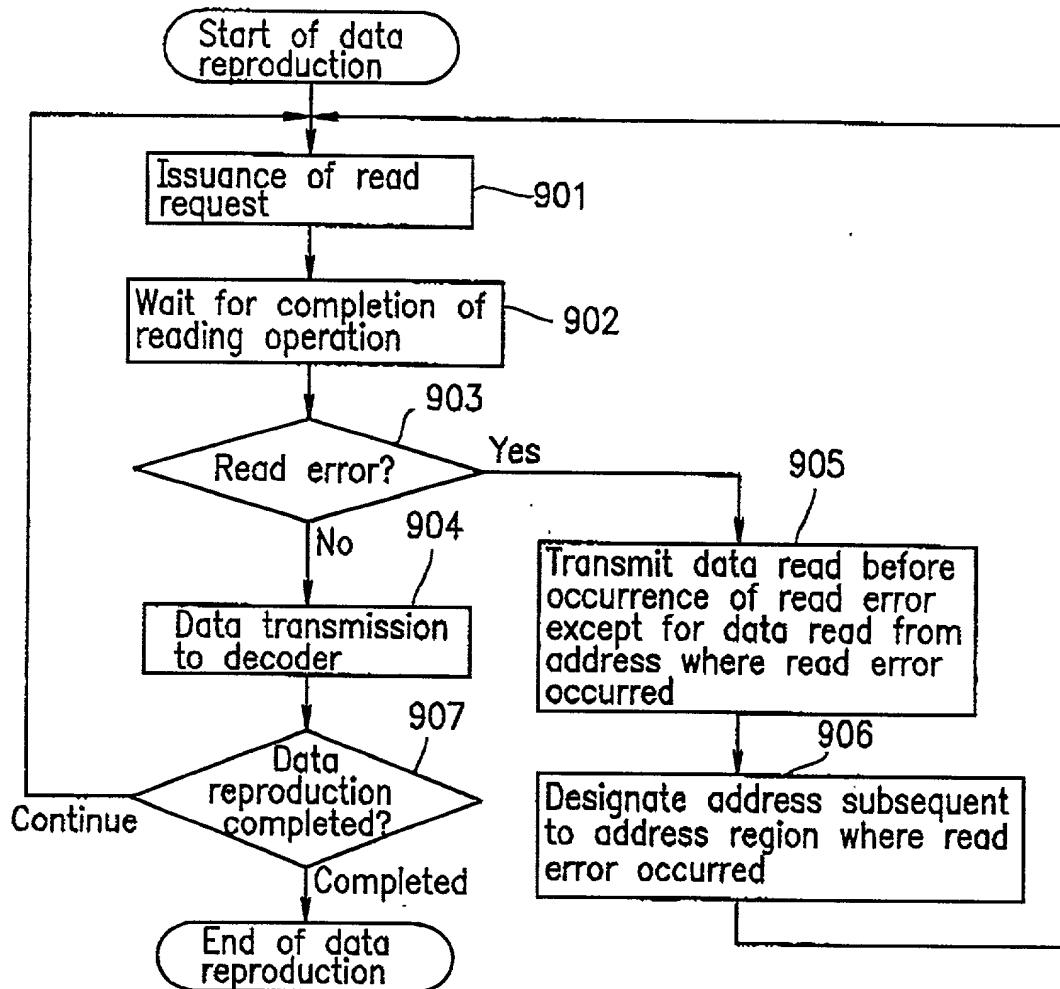 Start of data
reproduction
Issuance of read
request
901
Wait for completion of
reading operation
902
903
Read error?
Yes
No
904
Data transmission
to decoder
905
Transmit data read before
occurrence of read error
except for data read from
address where read error
occurred
907
Data
reproduction
completed?
Continue
Completed
906
Designate address subsequent
to address region where read
error occurred
End of data
reproduction